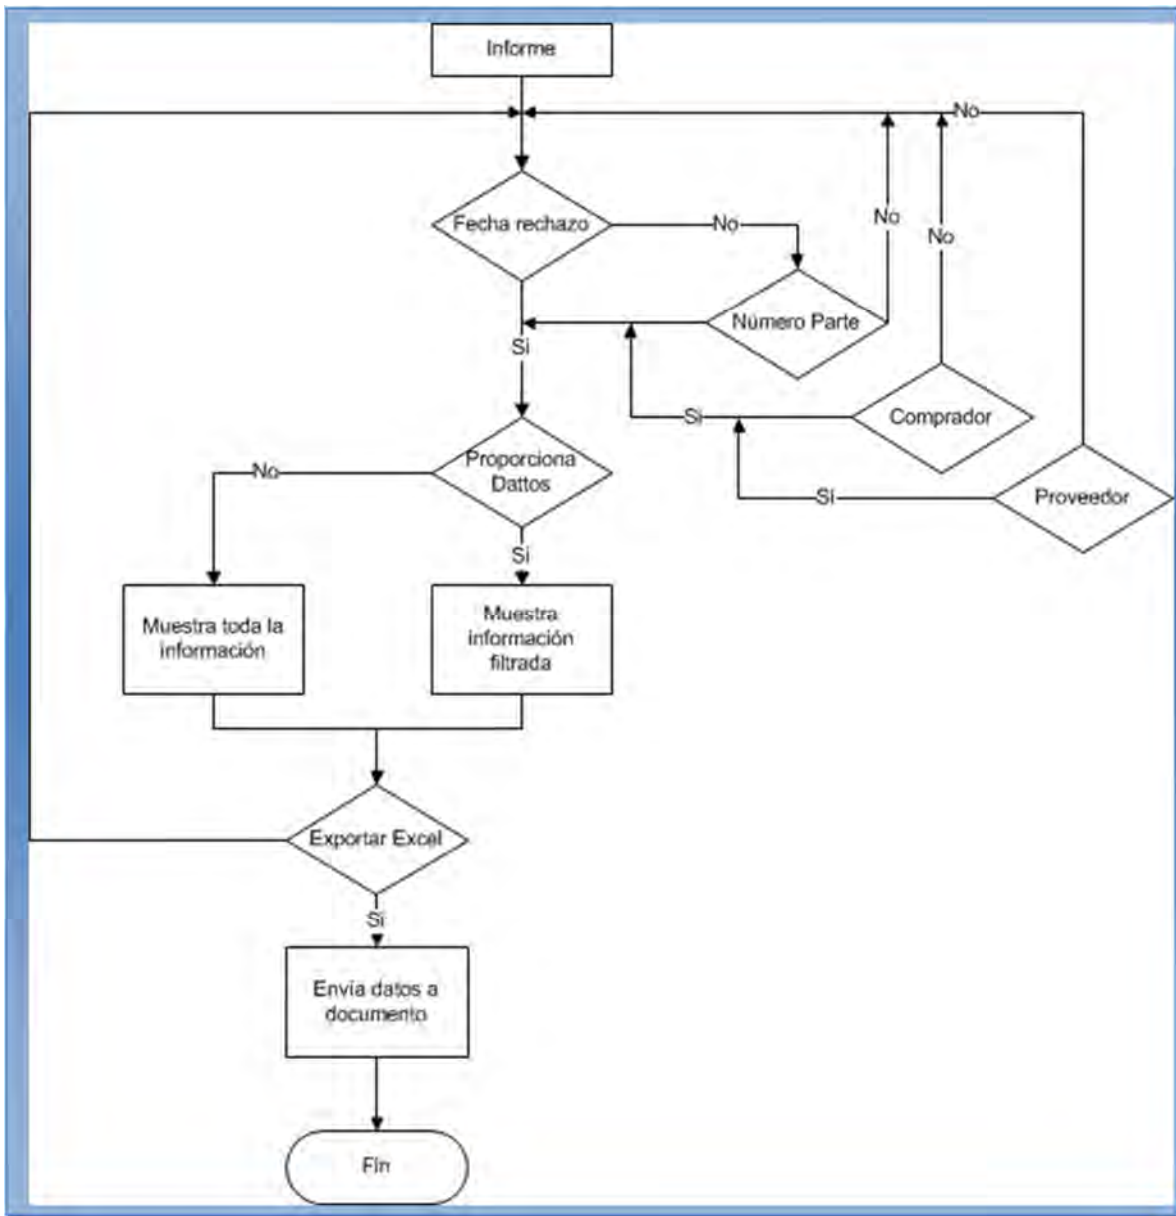 Informe
No
Fecha rechazo
No
No
No
Número Parte
Si
Si
Comprador
Proporciona
Dattos
No
Si
Proveedor
Si
Muestra toda la
información
Muestra
información
filtrada
Exportar Excel
Si
Envía datos a
documento
Fin